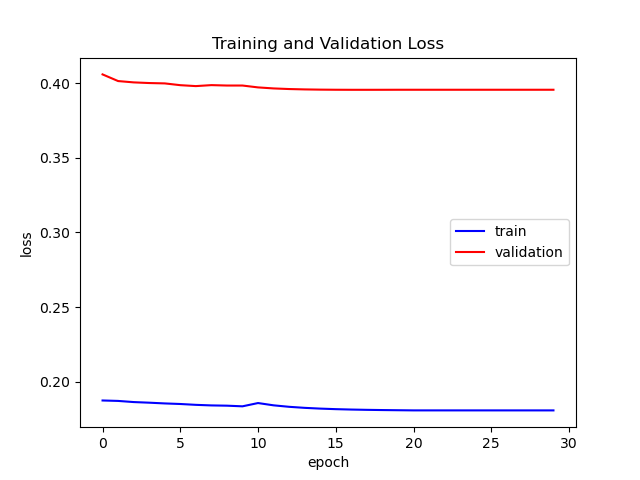 Training and Validation Loss
0.40
0.35
0.30
0.25
0.20
loss
train
validation
0 5 10 15 20 25 30
epoch